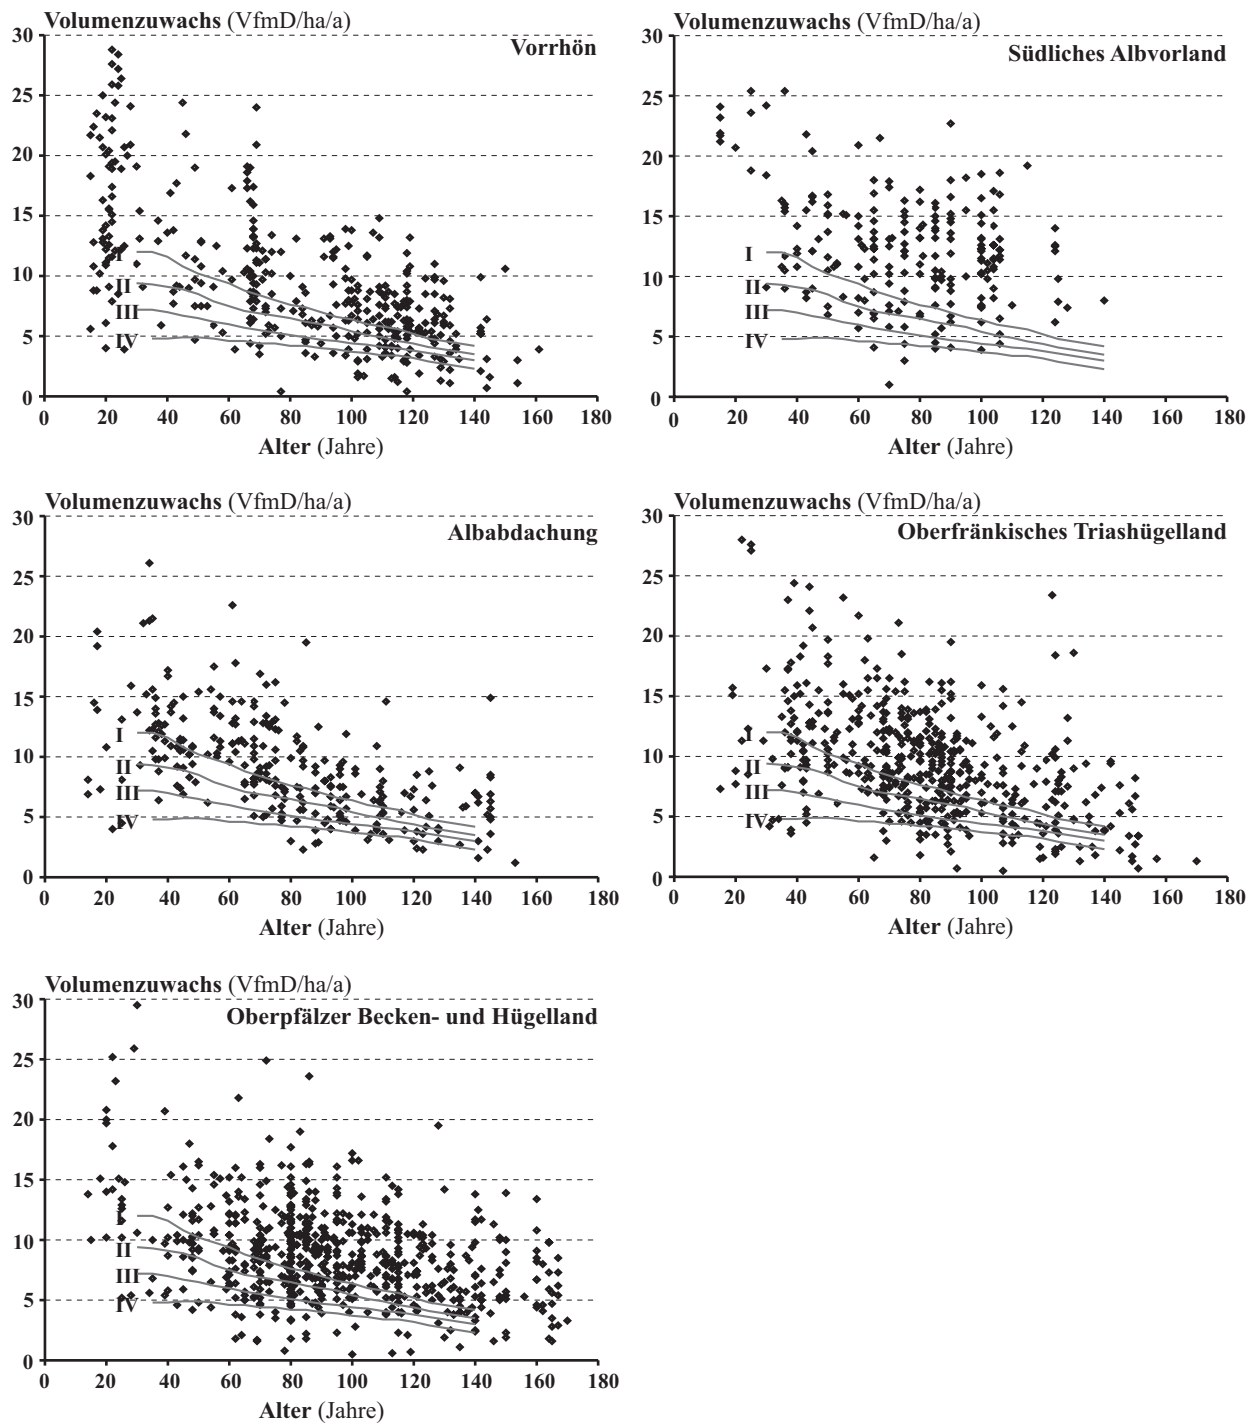 Volumenzuwachs (VfmD/ha/a)
Vorrhön
30
25
20
15
10
5
0
I
II
III
IV
0 20 40 60 80 100 120 140 160 180
Alter (Jahre)
Volumenzuwachs (VfmD/ha/a)
Südliches Albvorland
30
25
20
15
10
5
0
I
II
III
IV
0 20 40 60 80 100 120 140 160 180
Alter (Jahre)
Volumenzuwachs (VfmD/ha/a)
Albabdachung
30
25
20
15
10
5
0
I
II
III
IV
0 20 40 60 80 100 120 140 160 180
Alter (Jahre)
Volumenzuwachs (VfmD/ha/a)
Oberfränkisches Triashügelland
30
25
20
15
10
5
0
I
II
III
IV
0 20 40 60 80 100 120 140 160 180
Alter (Jahre)
Volumenzuwachs (VfmD/ha/a)
Oberpfälzer Becken- und Hügelland
30
25
20
15
10
5
0
I
II
III
IV
0 20 40 60 80 100 120 140 160 180
Alter (Jahre)